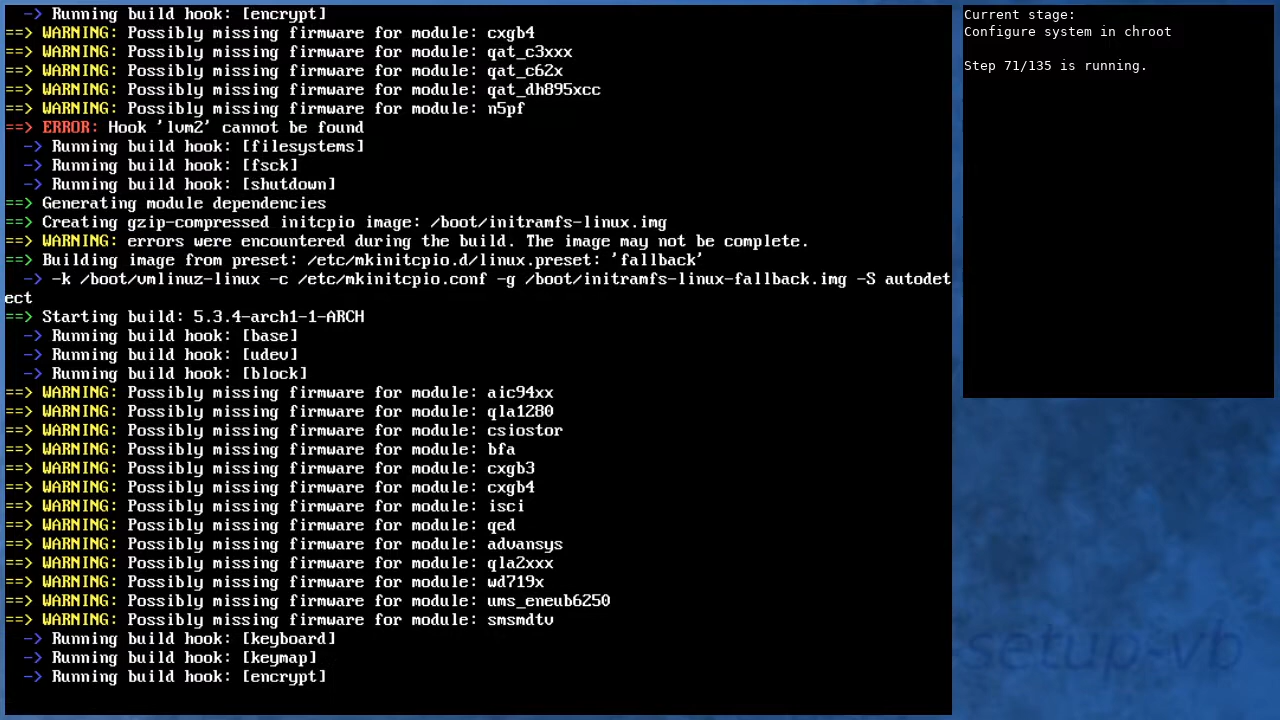 -> Running build hook: [encrypt]
==> WARNING: Possibly missing firmware for module: cxgb4
==> WARNING: Possibly missing firmware for module: qat_c3xxx
==> WARNING: Possibly missing firmware for module: qat_c62x
==> WARNING: Possibly missing firmware for module: qat_dh895xcc
==> WARNING: Possibly missing firmware for module: n5pf
==> ERROR: Hook 'lvm2' cannot be found
-> Running build hook: [filesystems]
-> Running build hook: [fsck]
-> Running build hook: [shutdown]
==> Generating module dependencies
==> Creating gzip-compressed initcpio image: /boot/initramfs-linux.img
==> WARNING: errors were encountered during the build. The image may not be complete.
==> Building image from preset: /etc/mkinitcpio.d/linux.preset: 'fallback'
-> -k /boot/vmlinuz-linux -c /etc/mkinitcpio.conf -g /boot/initramfs-linux-fallback.img -S autodet
ect
==> Starting build: 5.3.4-arch1-1-ARCH
-> Running build hook: [base]
-> Running build hook: [udev]
-> Running build hook: [block]
==> WARNING: Possibly missing firmware for module: aic94xx
==> WARNING: Possibly missing firmware for module: qla1280
==> WARNING: Possibly missing firmware for module: csiostor
==> WARNING: Possibly missing firmware for module: bfa
==> WARNING: Possibly missing firmware for module: cxgb3
==> WARNING: Possibly missing firmware for module: cxgb4
==> WARNING: Possibly missing firmware for module: isci
==> WARNING: Possibly missing firmware for module: qed
==> WARNING: Possibly missing firmware for module: advansys
==> WARNING: Possibly missing firmware for module: qla2xxx
==> WARNING: Possibly missing firmware for module: wd719x
==> WARNING: Possibly missing firmware for module: ums_eneub6250
==> WARNING: Possibly missing firmware for module: smsmdtv
-> Running build hook: [keyboard]
-> Running build hook: [keymap]
-> Running build hook: [encrypt]
Current stage:
Configure system in chroot
Step 71/135 is running.
setup-vb